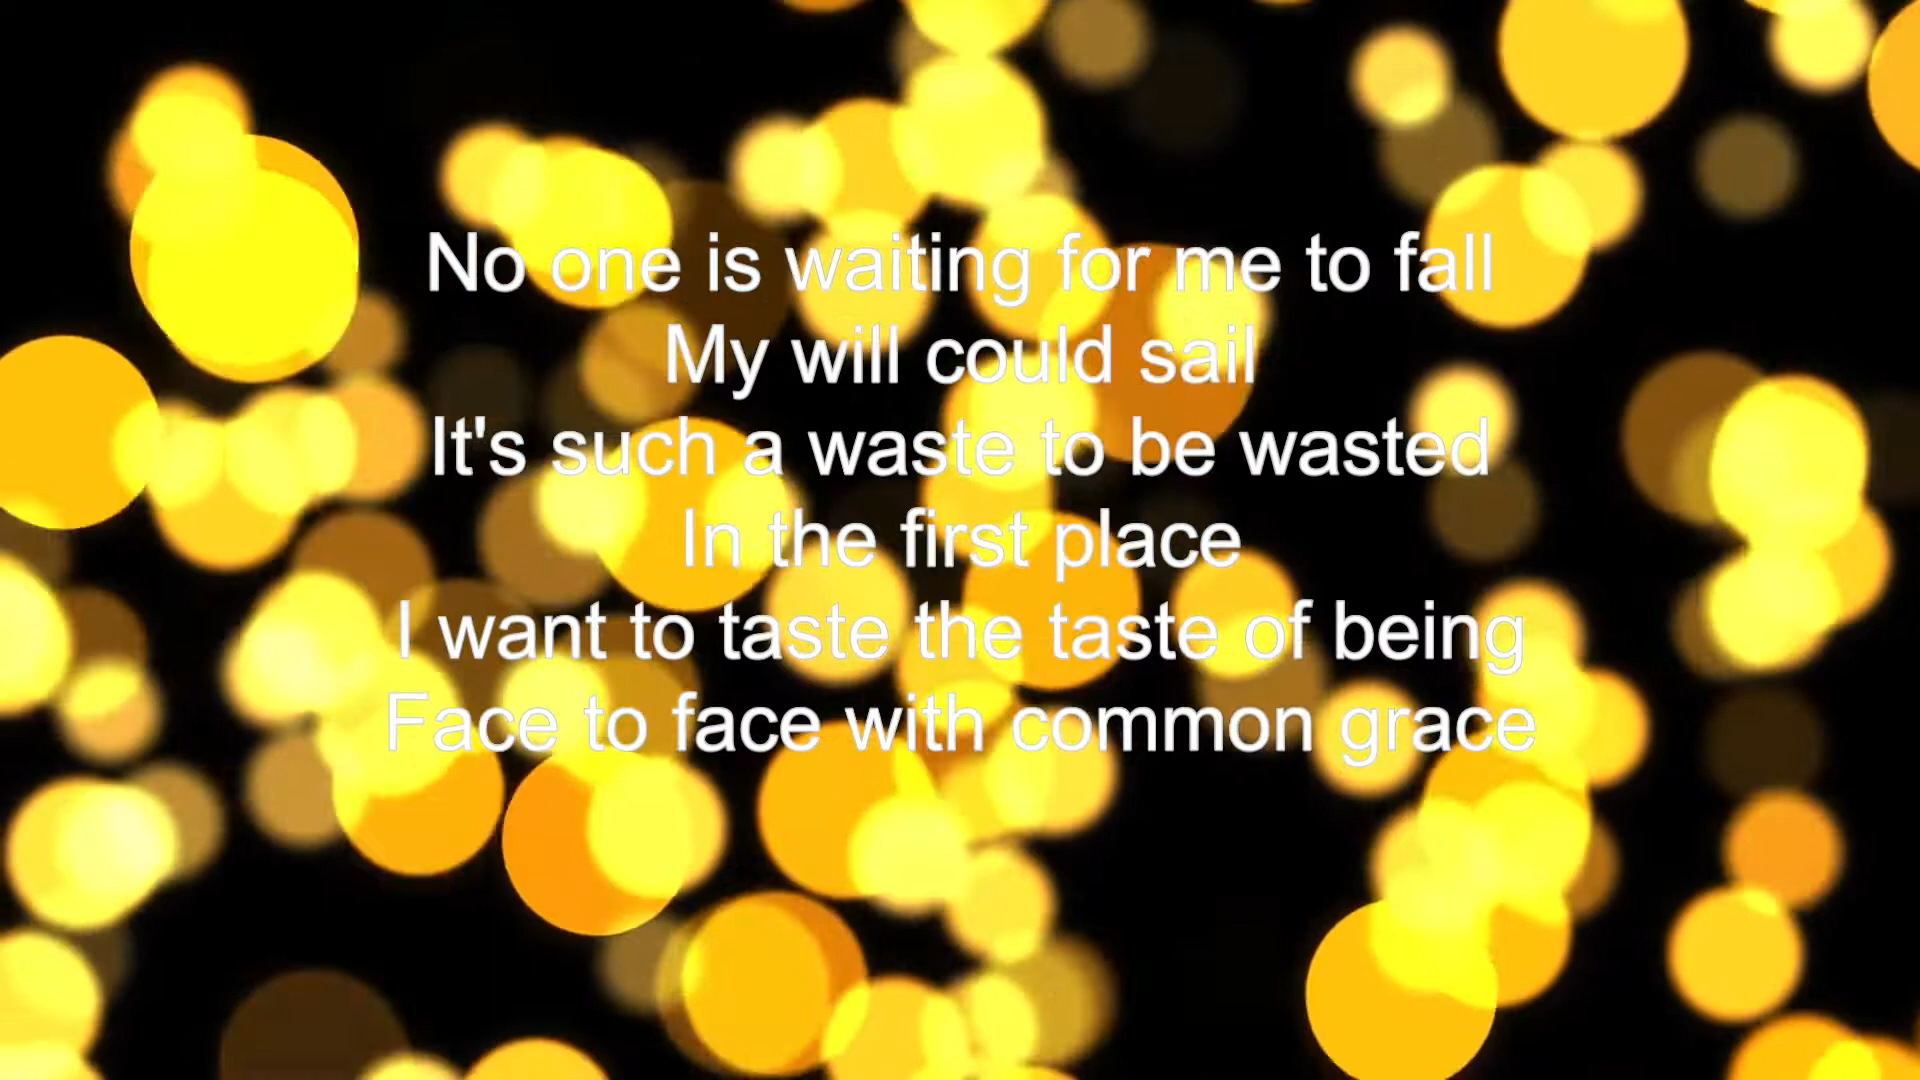 No one is waiting for me to fall
My will could sail
It's such a waste to be wasted
In the first place
I want to taste the taste of being
Face to face with common grace